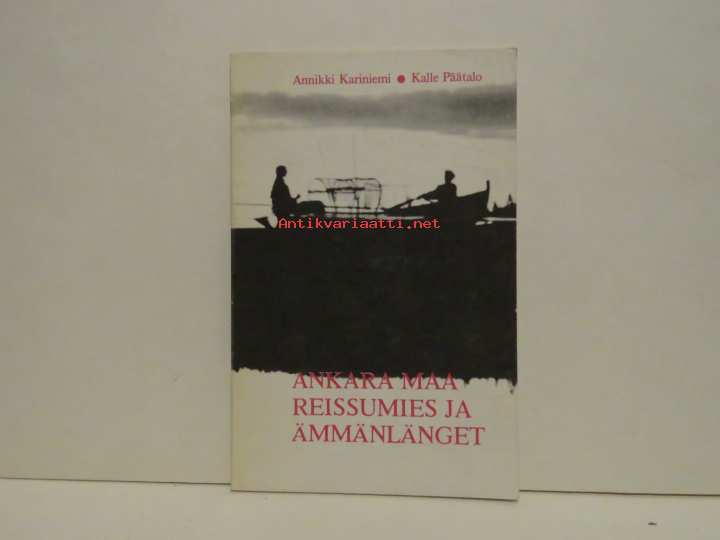 Annikki Kariniemi ● Kalle Päätalo
Antikvariaatti.net
ANKARA MAA
REISSUMIES JA
ÄMMÄNLÄNGET